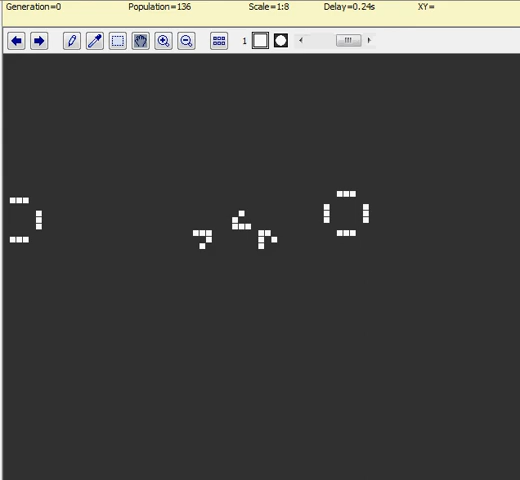 Generation=0 Population=136 Scale=1:8 Delay=0.24s XY=
1